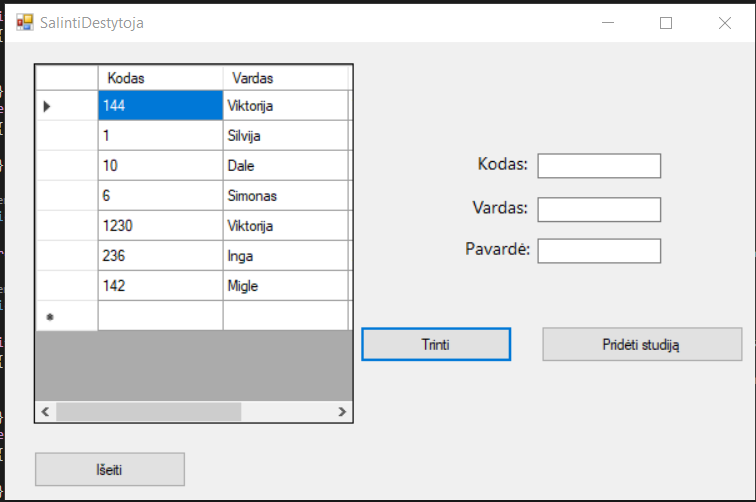 SalintiDestytoja
Kodas Vardas
144 Viktorija
1 Silvija
10 Dale
6 Simonas
1230 Viktorija
236 Inga
142 Migle
Kodas:
Vardas:
Pavardė:
Trinti
Pridėti studiją
Išeiti